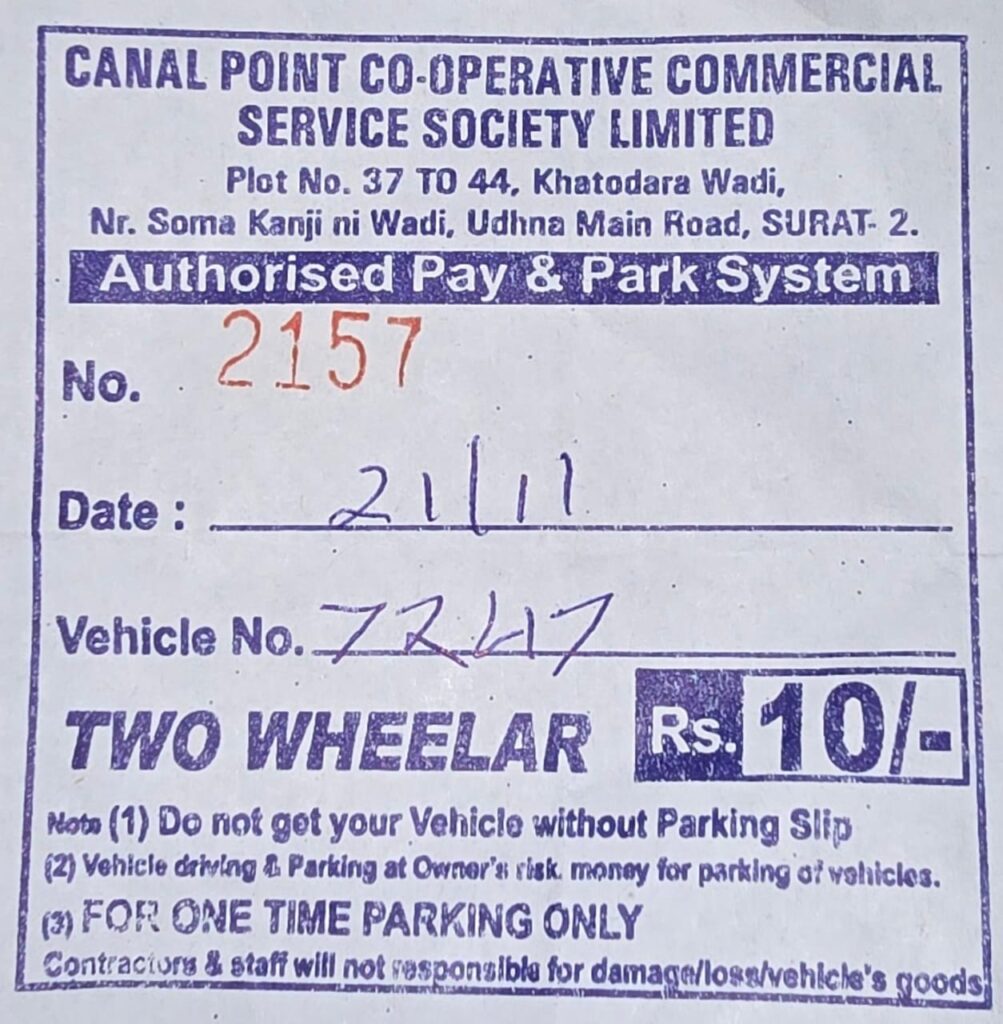 CANAL POINT CO-OPERATIVE COMMERCIAL
SERVICE SOCIETY LIMITED
Plot No. 37 TO 44, Khatodara Wadi,
Nr. Soma Kanji ni Wadi, Udhna Main Road, SURAT- 2.
Authorised Pay & Park System
No. 2157
Date : 21/11
Vehicle No. 7247
TWO WHEELAR Rs. 10/-
Note (1) Do not get your Vehicle without Parking Slip
(2) Vehicle driving & Parking at Owner's risk. money for parking of vehicles.
(3) FOR ONE TIME PARKING ONLY
Contractors & staff will not responsible for damage/loss/vehicle's goods